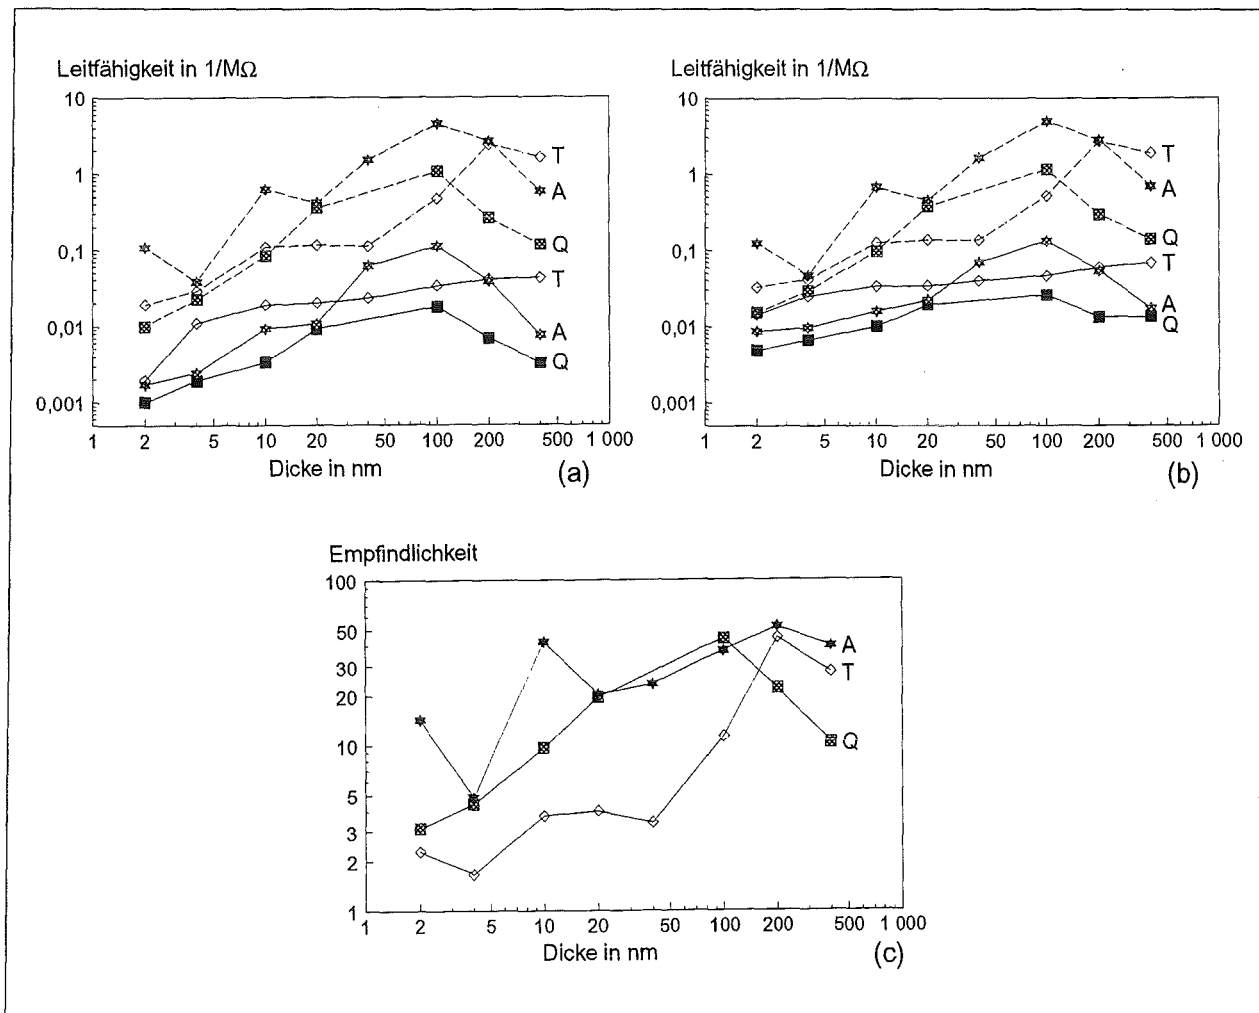 Leitfähigkeit in 1/MΩ
10
1
0,1
0,01
0,001
1 2 5 10 20 50 100 200 500 1 000
Dicke in nm
(a)
T
A
Q
T
A
Q
Leitfähigkeit in 1/MΩ
10
1
0,1
0,01
0,001
1 2 5 10 20 50 100 200 500 1 000
Dicke in nm
(b)
T
A
Q
T
A
Q
Empfindlichkeit
100
50
30
20
10
5
3
2
1
1 2 5 10 20 50 100 200 500 1 000
Dicke in nm
(c)
A
T
Q